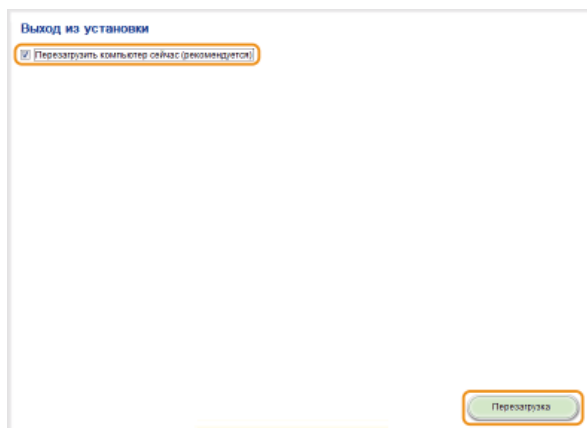 Выход из установки
Перезагрузить компьютер сейчас (рекомендуется)
Перезагрузка